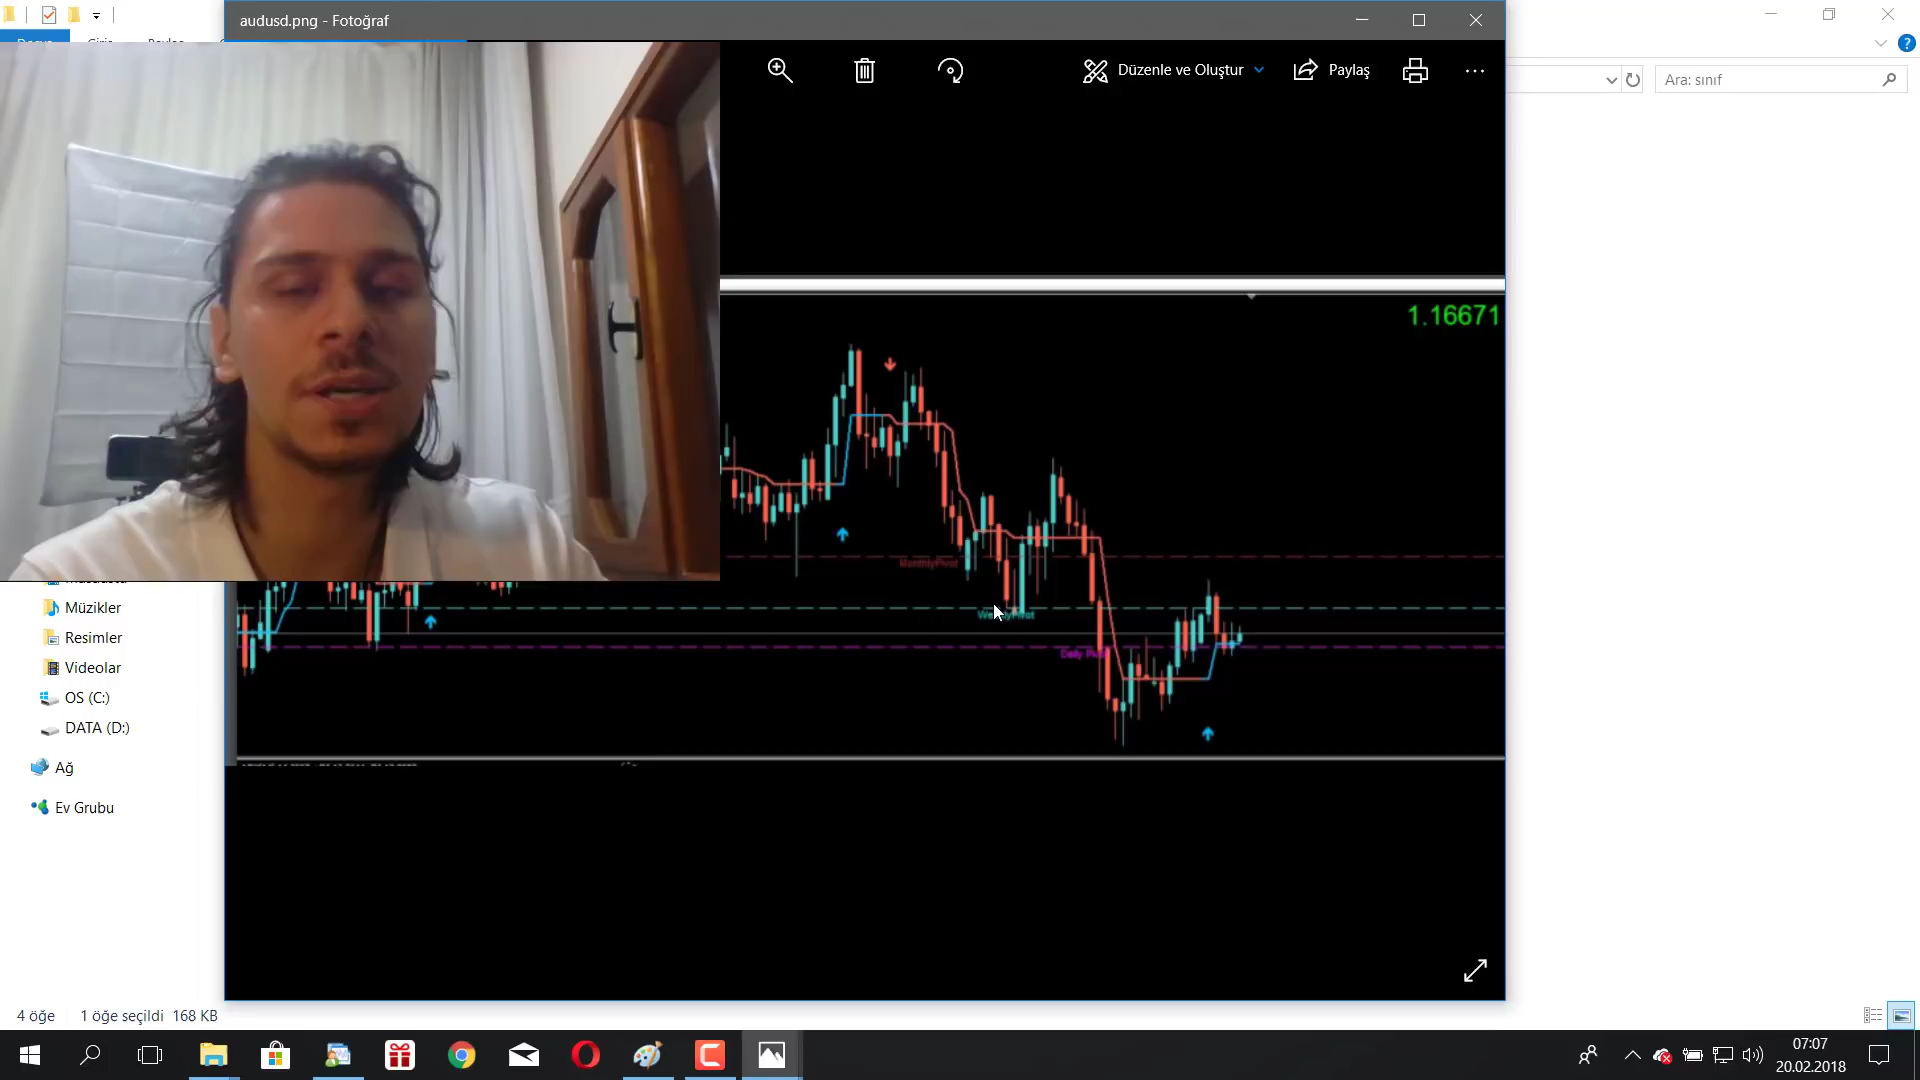 audusd.png - Fotoğraf
Düzenle ve Oluştur
Paylaş
Ara: sınıf
1.16671
MonthlyPivot
Müzikler
Resimler
Videolar
OS (C:)
DATA (D:)
Ağ
Ev Grubu
4 öğe
1 öğe seçildi 168 KB
07:07
20.02.2018